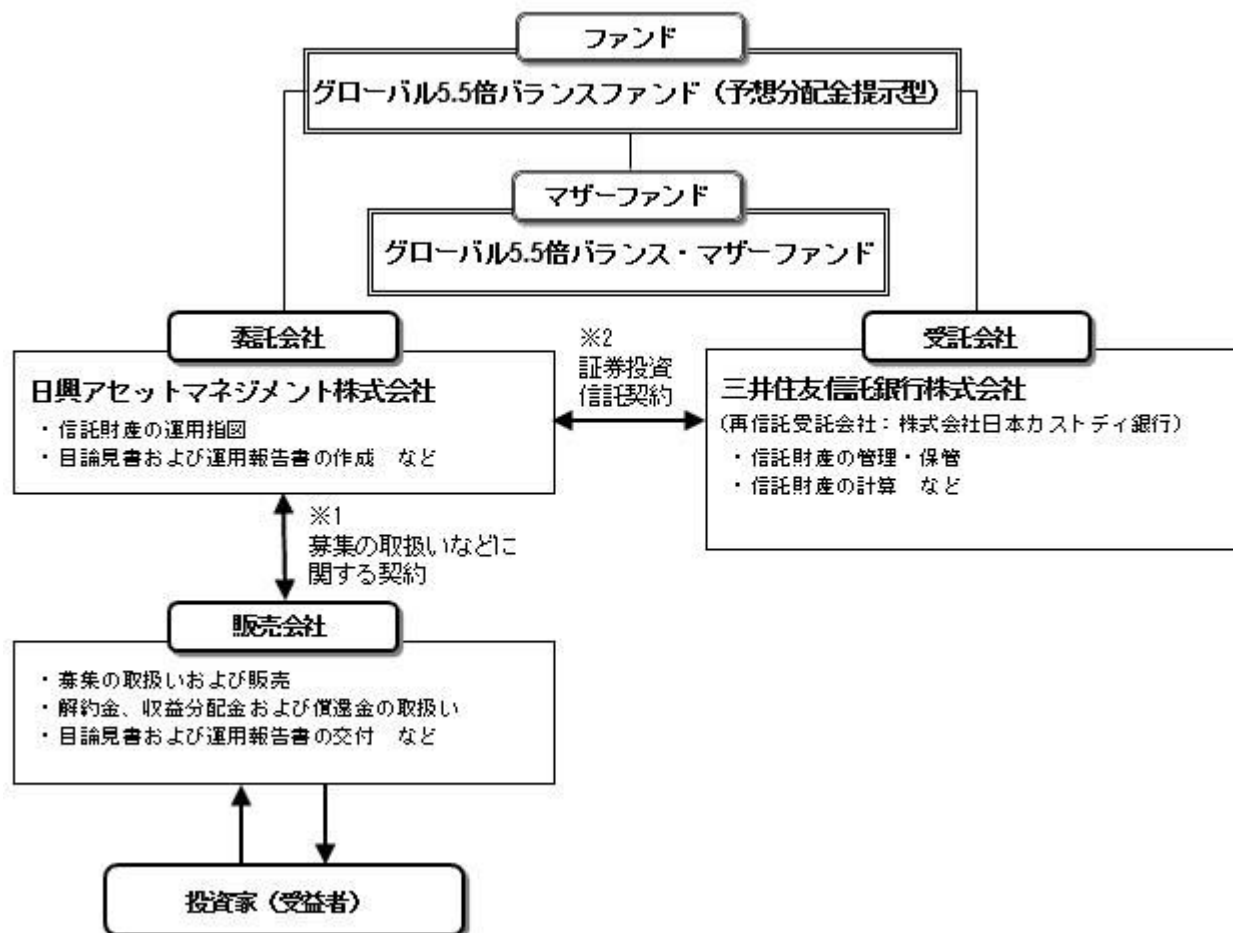 ファンド
グローバル5.5倍バランスファンド（予想分配金提示型）
マザーファンド
グローバル5.5倍バランス・マザーファンド
委託会社
日興アセットマネジメント株式会社
・信託財産の運用指図
・目論見書および運用報告書の作成　など
※2
証券投資
信託契約
受託会社
三井住友信託銀行株式会社
（再信託受託会社：株式会社日本カストディ銀行）
・信託財産の管理・保管
・信託財産の計算　など
※1
募集の取扱いなどに
関する契約
販売会社
・募集の取扱いおよび販売
・解約金、収益分配金および償還金の取扱い
・目論見書および運用報告書の交付　など
投資家（受益者）